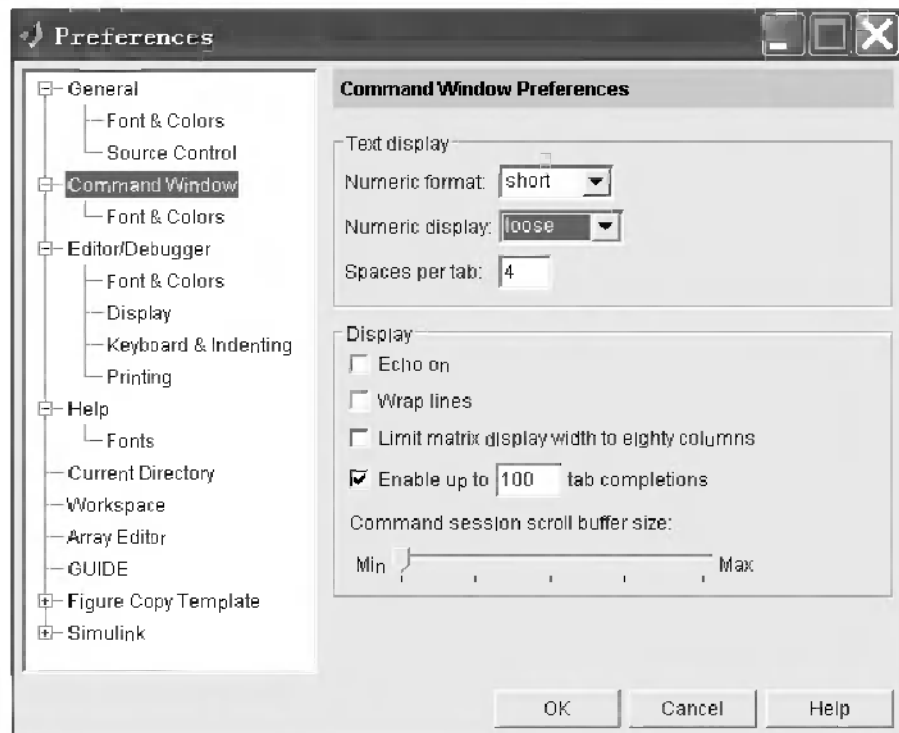 Preferences
General
Font & Colors
Source Control
Command Window
Font & Colors
Editor/Debugger
Font & Colors
Display
Keyboard & Indenting
Printing
Help
Fonts
Current Directory
Workspace
Array Editor
GUIDE
Figure Copy Template
Simulink
Command Window Preferences
Text display
Numeric format: short
Numeric display: loose
Spaces per tab: 4
Display
Echo on
Wrap lines
Limit matrix display width to eighty columns
Enable up to 100 tab completions
Command session scroll buffer size:
Min Max
OK Cancel Help